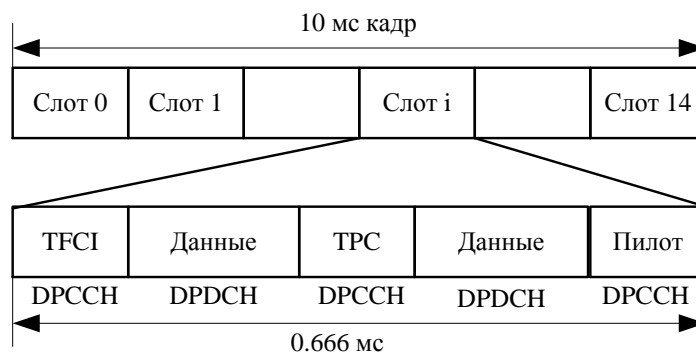 10 мс кадр
Слот 0 Слот 1 Слот i Слот 14
TFCI Данные TPC Данные Пилот
DPCCH DPDCH DPCCH DPDCH DPCCH
0.666 мс